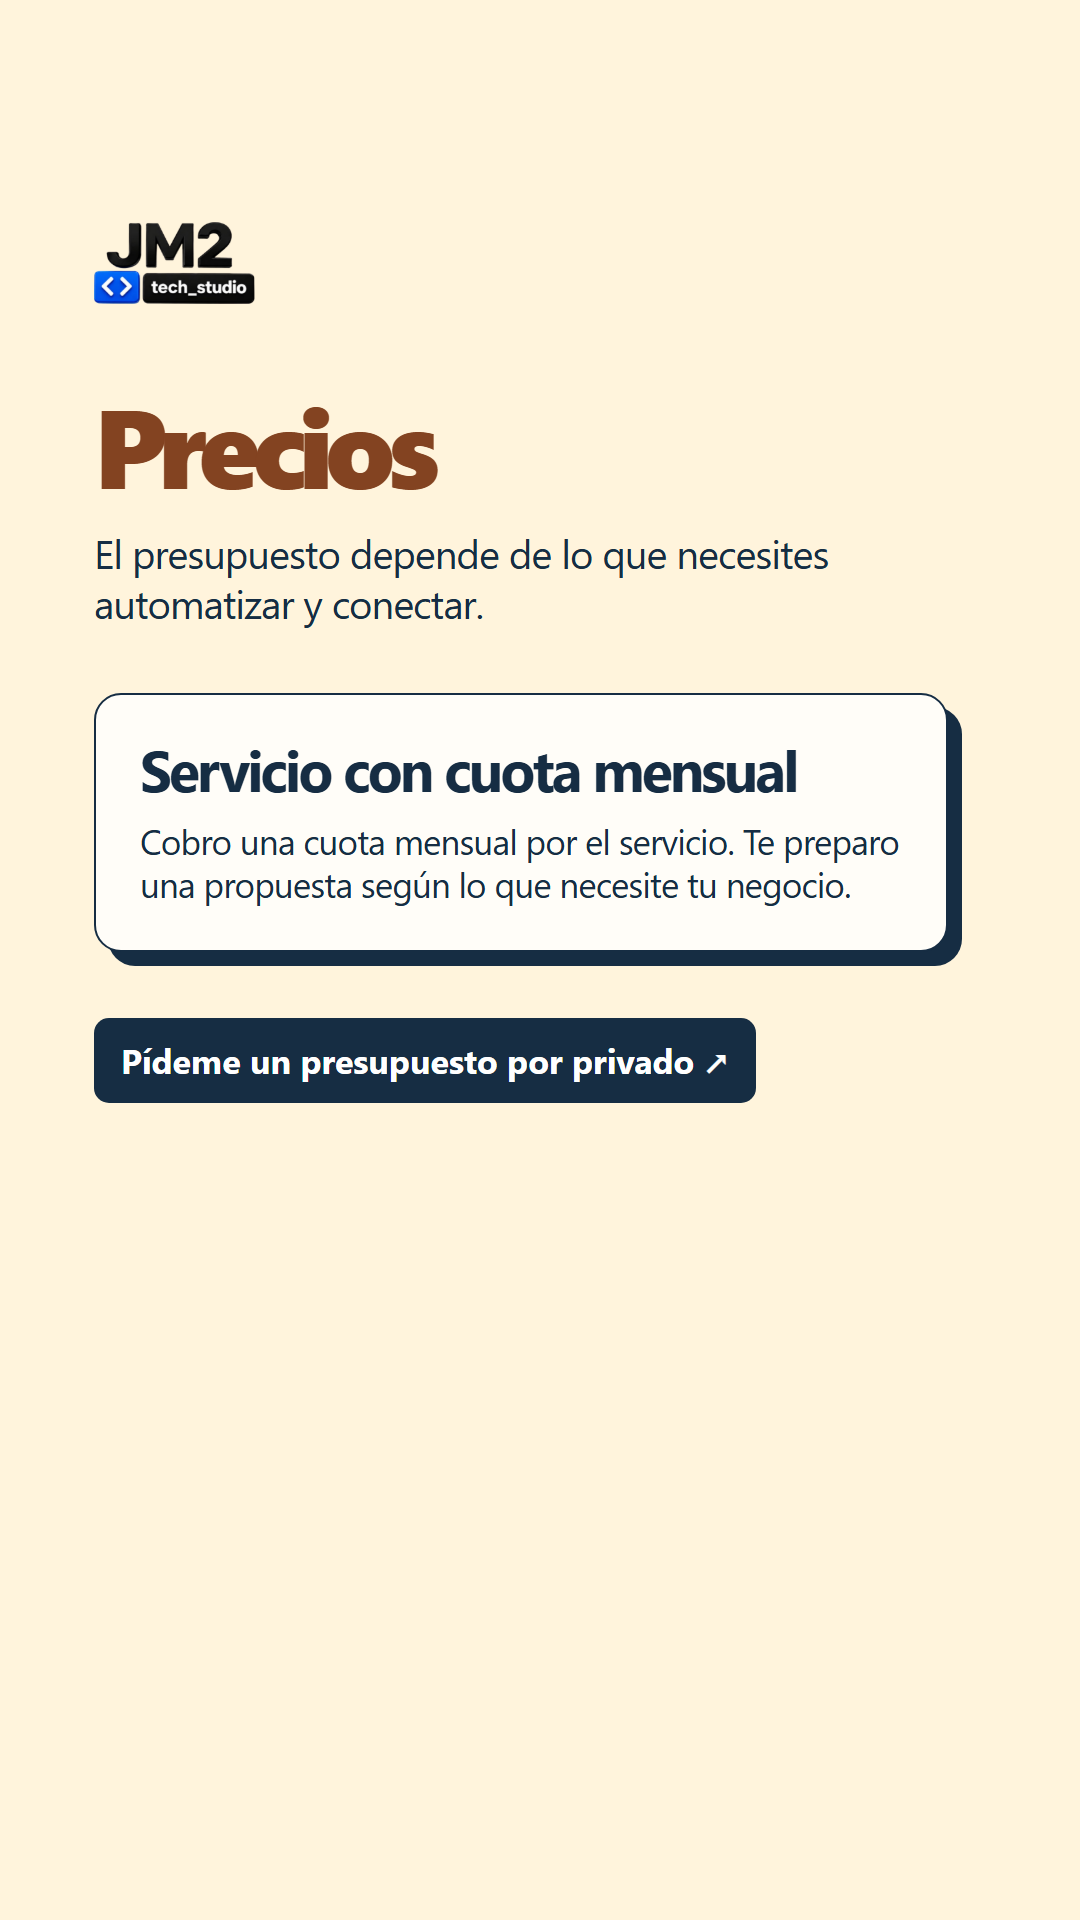 JM2
<> tech_studio
Precios
El presupuesto depende de lo que necesites
automatizar y conectar.
Servicio con cuota mensual
Cobro una cuota mensual por el servicio. Te preparo
una propuesta según lo que necesite tu negocio.
Pídeme un presupuesto por privado ↗